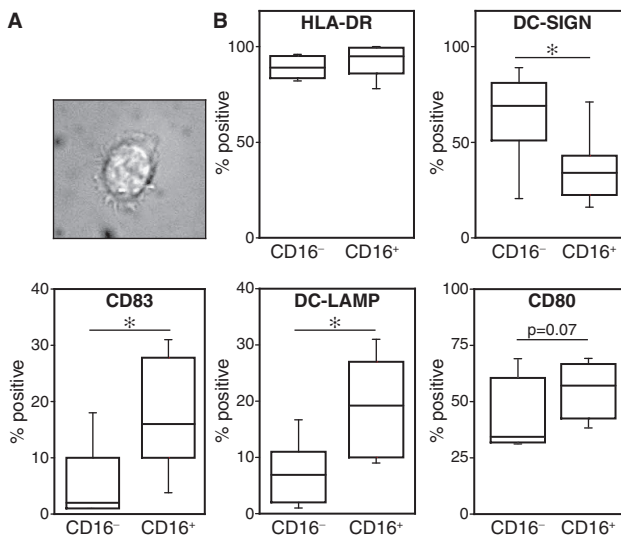 A
B
HLA-DR
% positive
100
50
0
CD16⁻ CD16⁺
DC-SIGN
*
% positive
100
50
0
CD16⁻ CD16⁺
CD83
*
% positive
40
30
20
10
0
CD16⁻ CD16⁺
DC-LAMP
*
% positive
40
30
20
10
0
CD16⁻ CD16⁺
CD80
p=0.07
% positive
100
75
50
25
0
CD16⁻ CD16⁺